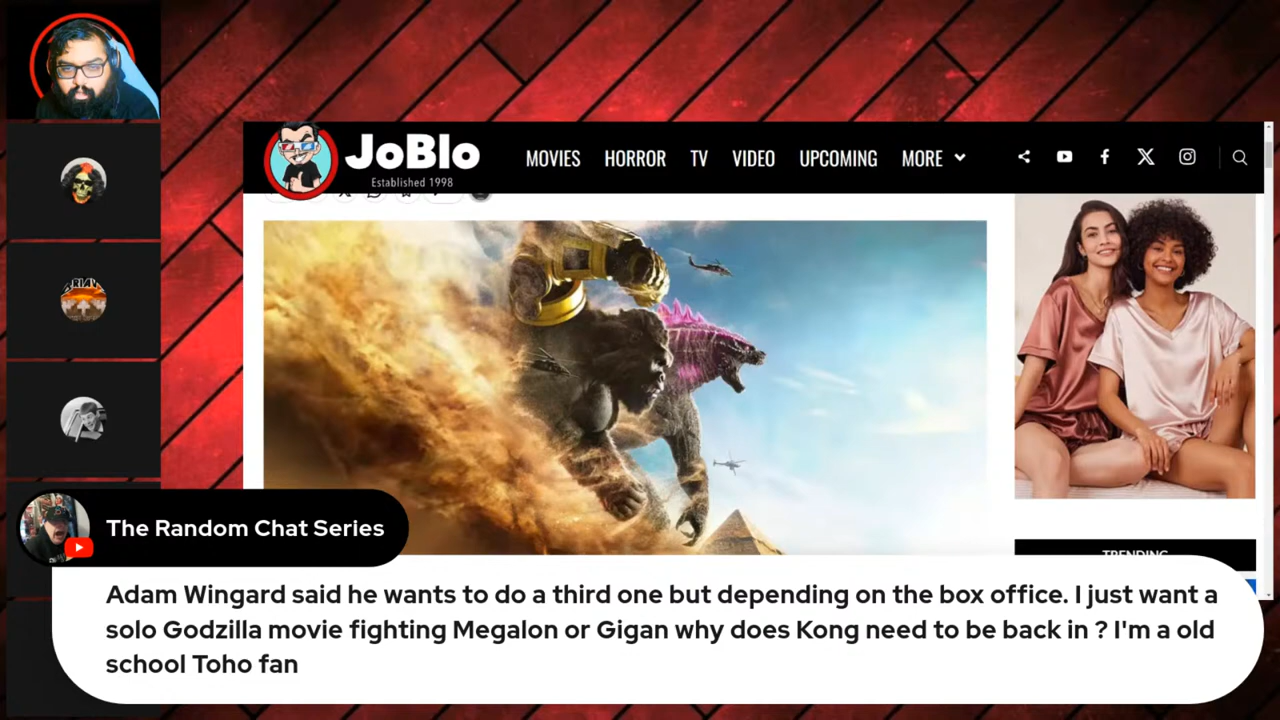 JoBlo
Established 1998
MOVIES HORROR TV VIDEO UPCOMING MORE
The Random Chat Series
Adam Wingard said he wants to do a third one but depending on the box office. I just want a
solo Godzilla movie fighting Megalon or Gigan why does Kong need to be back in ? I'm a old
school Toho fan